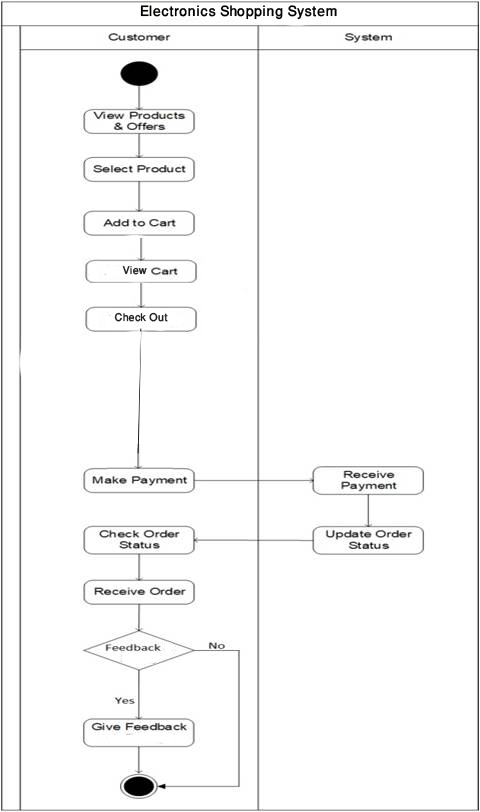 Electronics Shopping System
Customer
System
View Products
& Offers
Select Product
Add to Cart
View Cart
Check Out
Make Payment
Receive
Payment
Check Order
Status
Update Order
Status
Receive Order
Feedback
No
Yes
Give Feedback